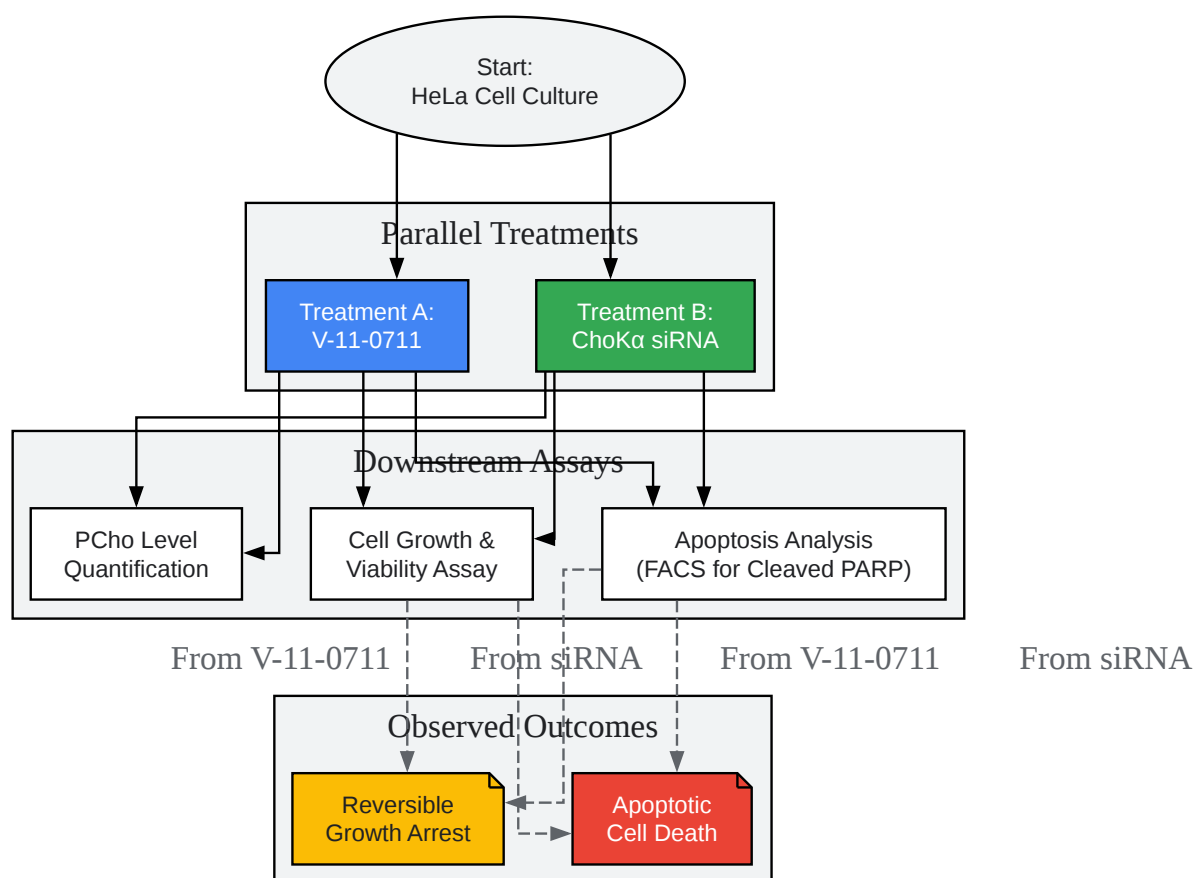 Start:
HeLa Cell Culture
Parallel Treatments
Treatment A:
V-11-0711
Treatment B:
ChoKα siRNA
Downstream Assays
PCho Level
Quantification
Cell Growth &
Viability Assay
Apoptosis Analysis
(FACS for Cleaved PARP)
From V-11-0711
From siRNA
From V-11-0711
From siRNA
Observed Outcomes
Reversible
Growth Arrest
Apoptotic
Cell Death